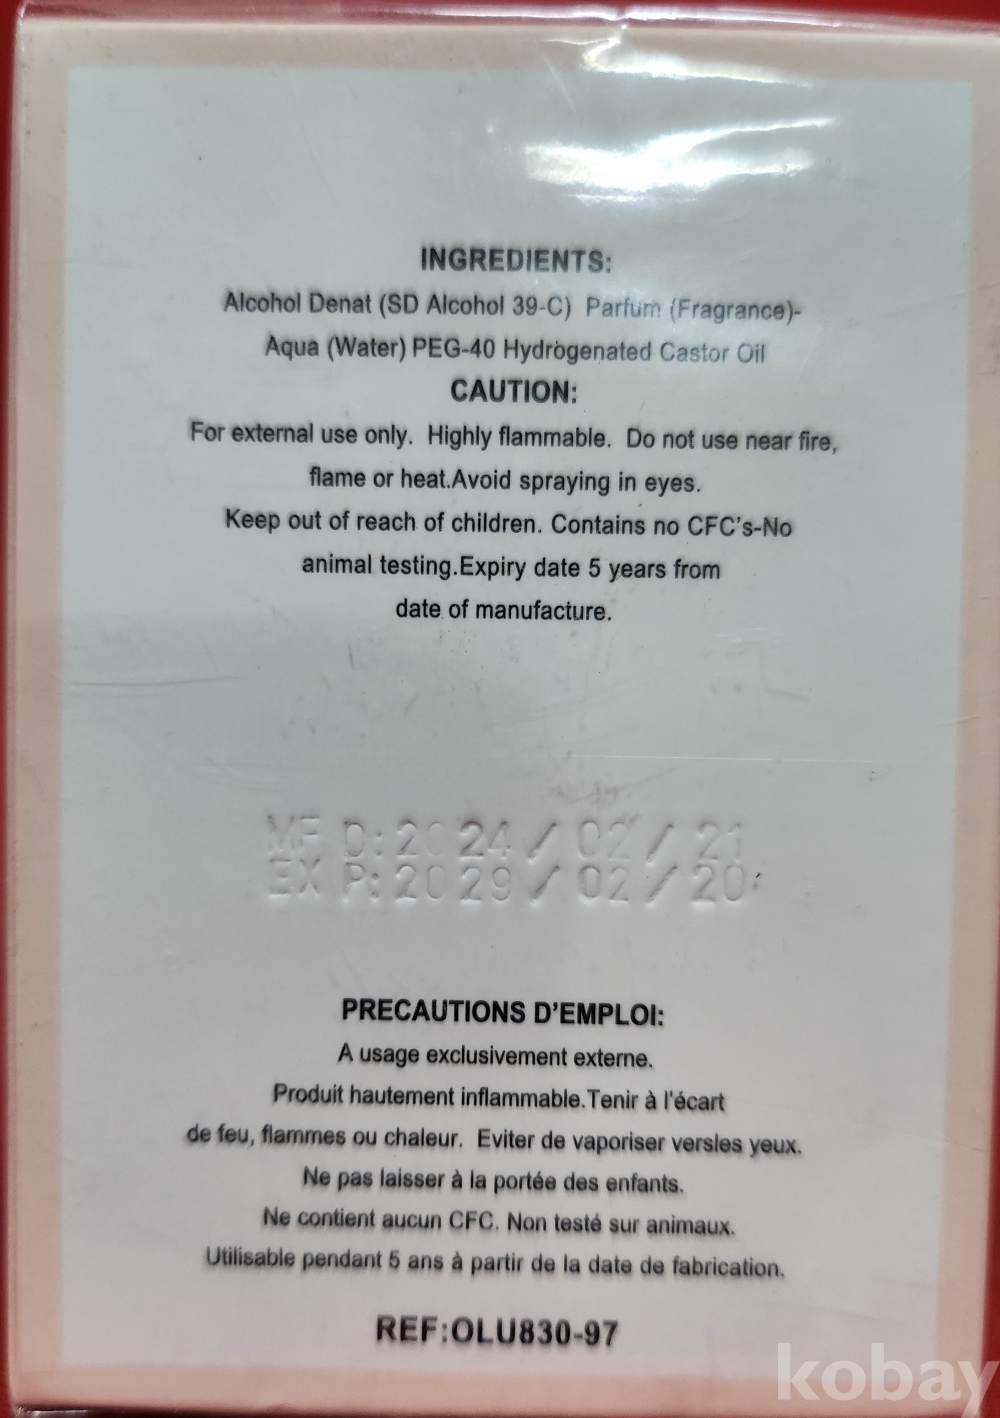 INGREDIENTS:
Alcohol Denat (SD Alcohol 39-C) Parfum (Fragrance)-
Aqua (Water) PEG-40 Hydrogenated Castor Oil
CAUTION:
For external use only. Highly flammable. Do not use near fire,
flame or heat.Avoid spraying in eyes.
Keep out of reach of children. Contains no CFC's-No
animal testing.Expiry date 5 years from
date of manufacture.
MF D:2024/02/21
EX P:2029/02/20
PRECAUTIONS D'EMPLOI:
A usage exclusivement externe.
Produit hautement inflammable.Tenir à l'écart
de feu, flammes ou chaleur. Eviter de vaporiser versles yeux.
Ne pas laisser à la portée des enfants.
Ne contient aucun CFC. Non testé sur animaux.
Utilisable pendant 5 ans à partir de la date de fabrication.
REF:OLU830-97
kobay